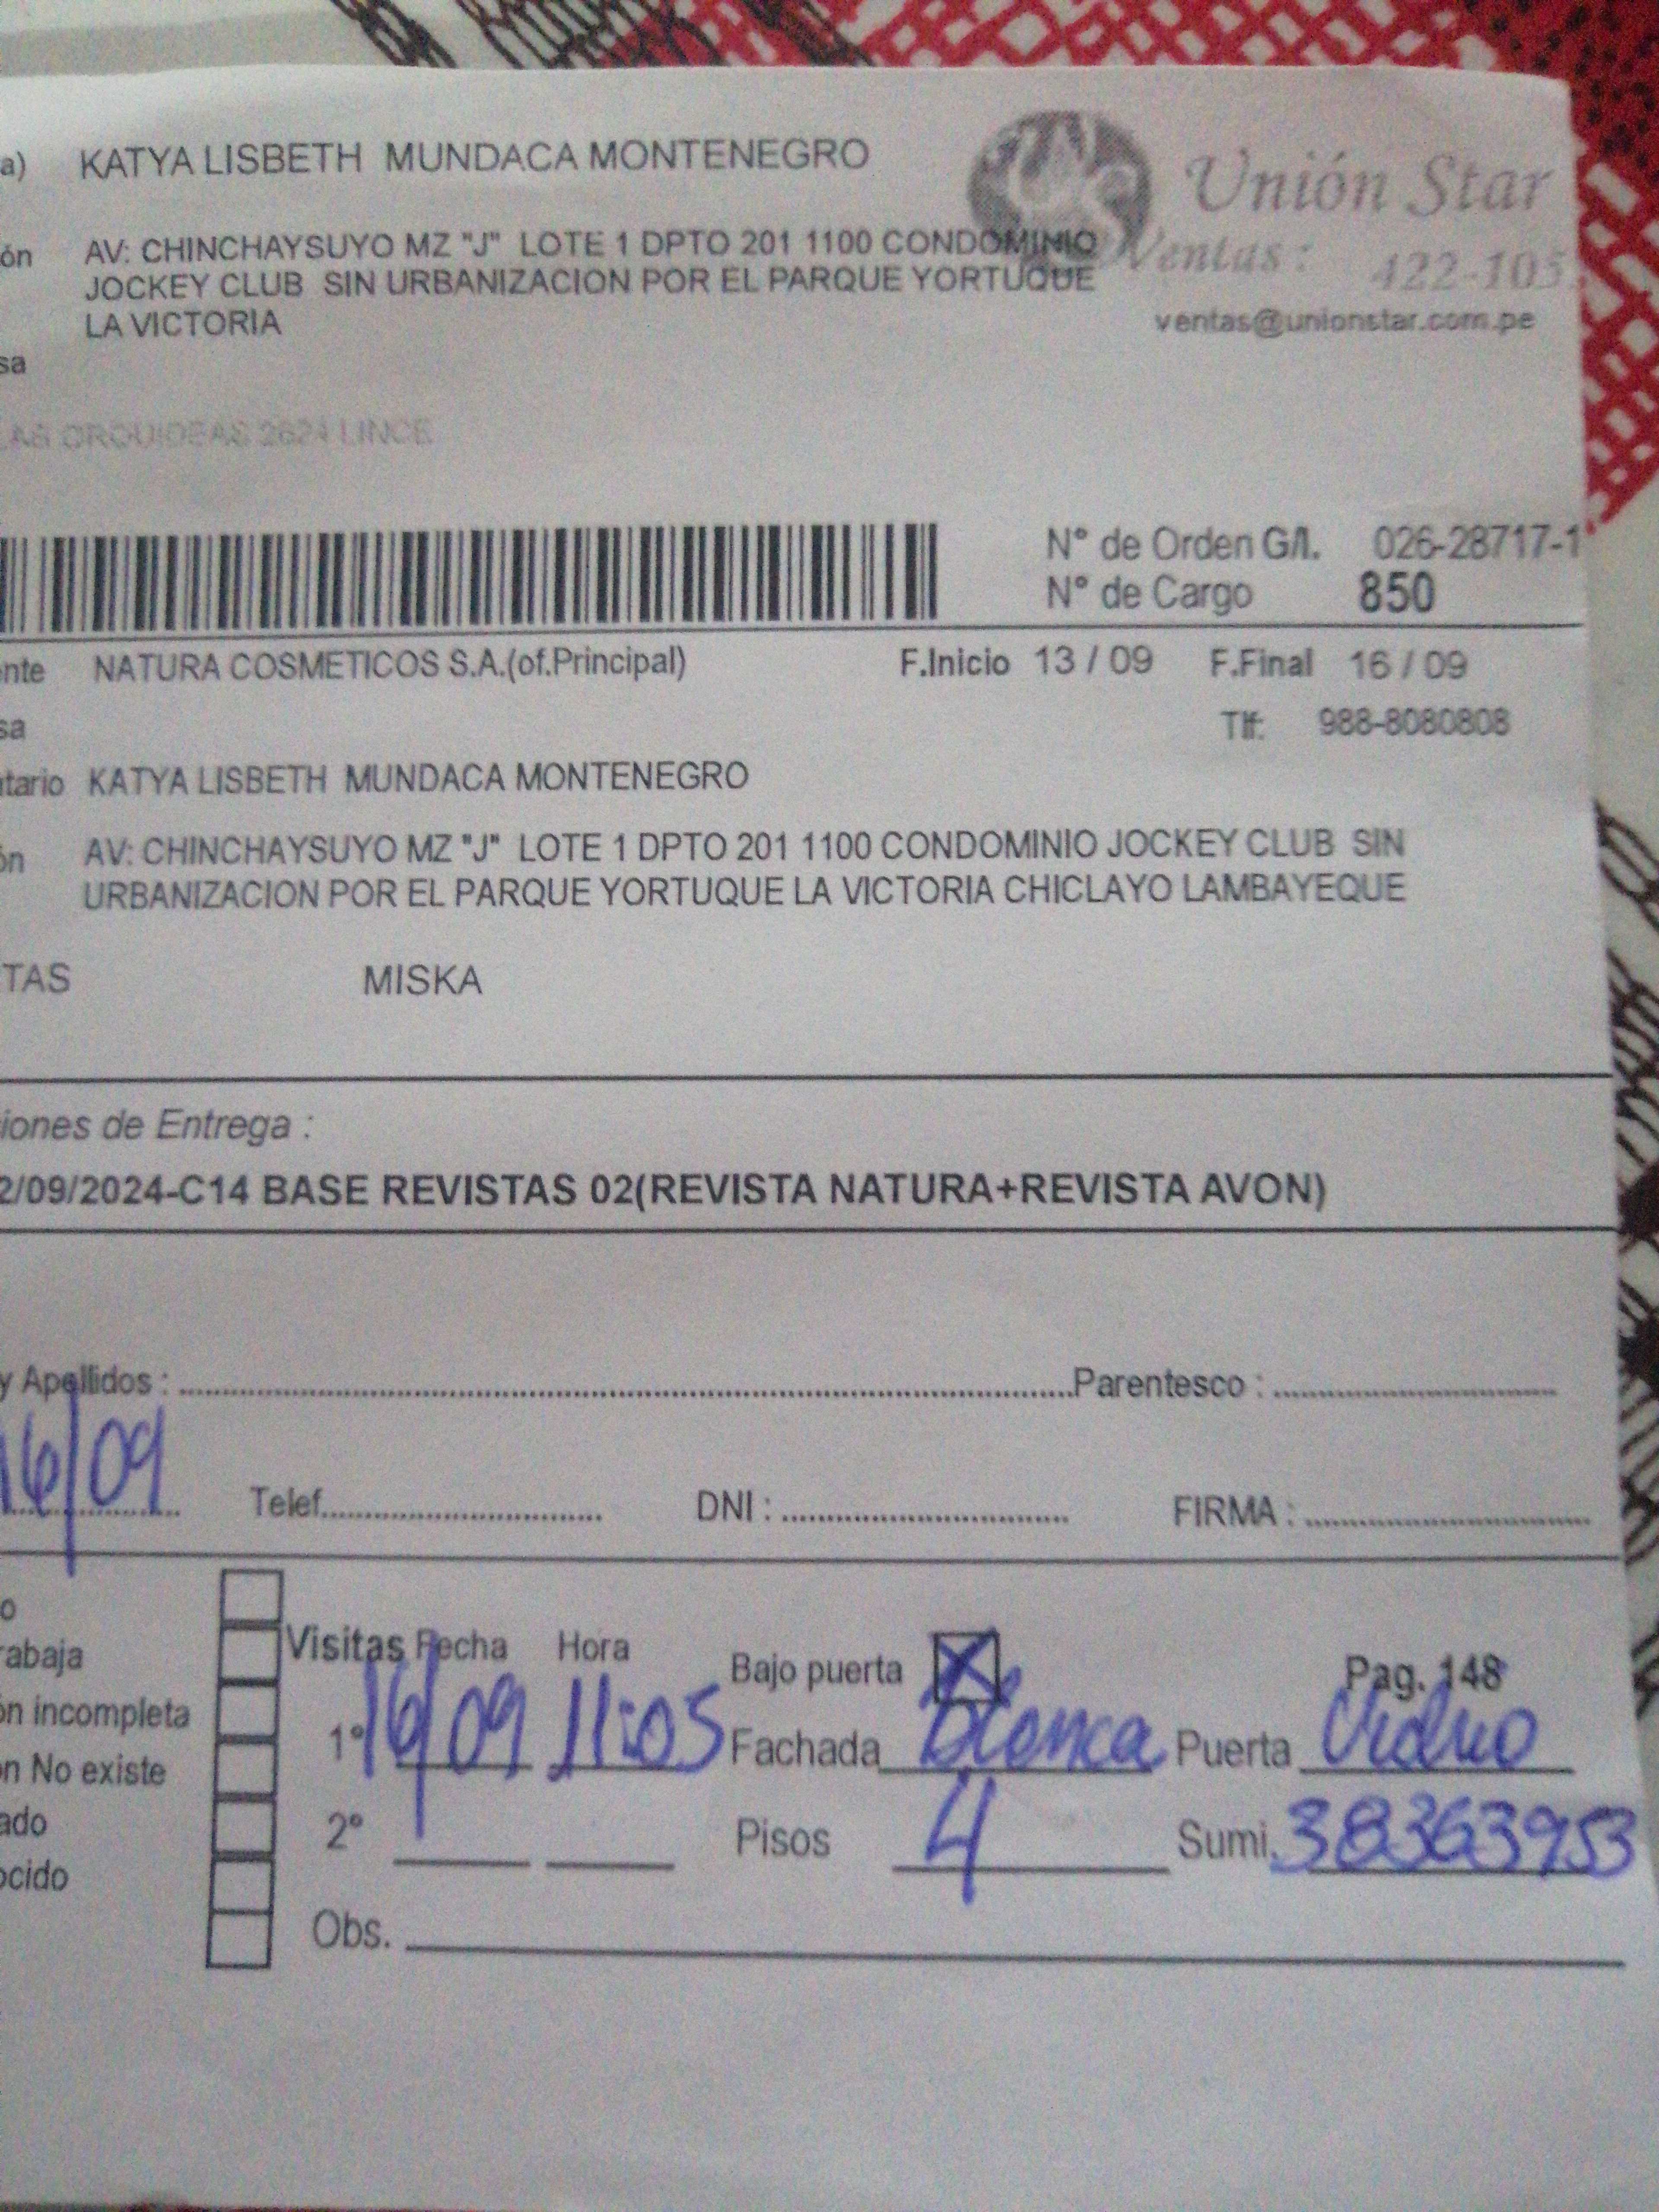 a) KATYA LISBETH MUNDACA MONTENEGRO
Unión Star
ón AV: CHINCHAYSUYO MZ "J" LOTE 1 DPTO 201 1100 CONDOMINIO
Ventas: 422-105
JOCKEY CLUB SIN URBANIZACION POR EL PARQUE YORTUQUE
LA VICTORIA
ventas@unionstar.com.pe
sa
LAS ORQUIDEAS 2624 LINCE
N° de Orden G/I. 026-28717-1
N° de Cargo 850
nte NATURA COSMETICOS S.A.(of.Principal) F.Inicio 13 / 09 F.Final 16 / 09
sa Tlf: 988-8080808
tario KATYA LISBETH MUNDACA MONTENEGRO
ón AV: CHINCHAYSUYO MZ "J" LOTE 1 DPTO 201 1100 CONDOMINIO JOCKEY CLUB SIN
URBANIZACION POR EL PARQUE YORTUQUE LA VICTORIA CHICLAYO LAMBAYEQUE
TAS MISKA
iones de Entrega :
2/09/2024-C14 BASE REVISTAS 02(REVISTA NATURA+REVISTA AVON)
y Apellidos : Parentesco :
16/09 Telef. DNI : FIRMA :
o
rabaja
Visitas Fecha Hora Bajo puerta X Pag. 148
ón incompleta
1° 16/09 11:05 Fachada blanca Puerta Vidrio
ón No existe
ado
2° Pisos 4 Sumi. 38363953
ocido
Obs.